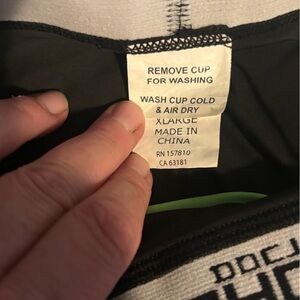 REMOVE CUP
FOR WASHING
WASH CUP COLD
& AIR DRY
XLARGE
MADE IN
CHINA
RN 157810
CA 63181